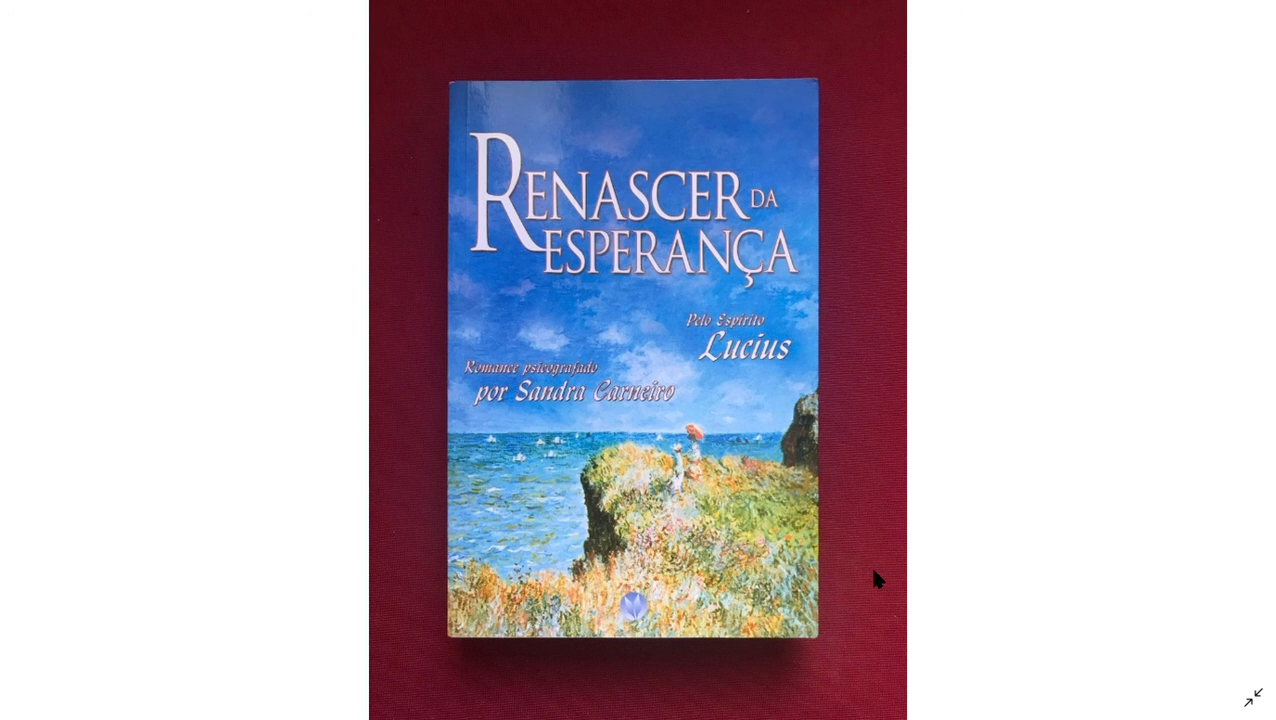 RENASCER DA
ESPERANÇA
Pelo Espírito
Lucius
Romance psicografado
por Sandra Carneiro